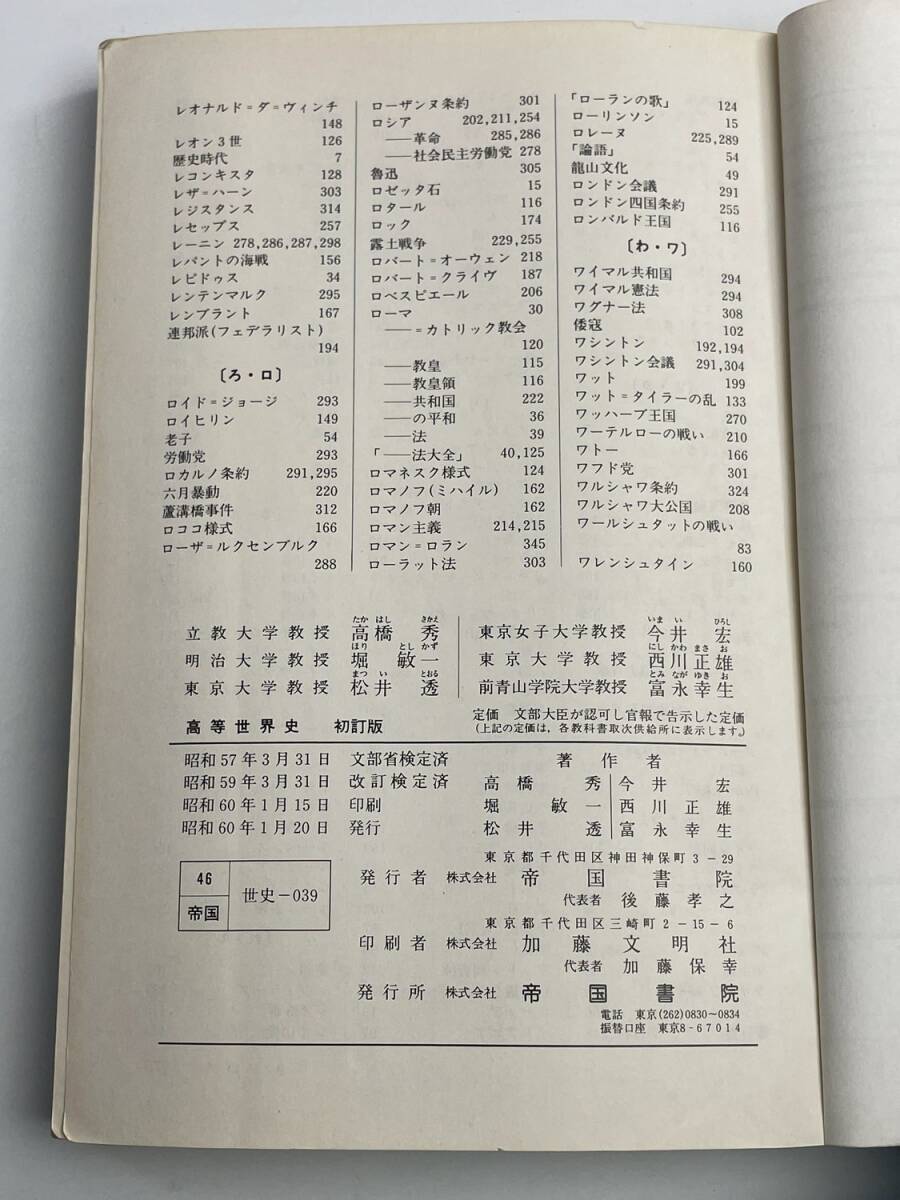 レオナルド=ダ=ヴィンチ
148
レオン3世 126
歴史時代 7
レコンキスタ 128
レザ=ハーン 303
レジスタンス 314
レセップス 257
レーニン 278,286,287,298
レパントの海戦 156
レピドゥス 34
レンテンマルク 295
レンブラント 167
連邦派(フェデラリスト)
194
〔ろ・ロ〕
ロイド=ジョージ 293
ロイヒリン 149
老子 54
労働党 293
ロカルノ条約 291,295
六月暴動 220
蘆溝橋事件 312
ロココ様式 166
ローザ=ルクセンブルク
288
ローザンヌ条約 301
ロシア 202,211,254
——革命 285,286
——社会民主労働党 278
魯迅 305
ロゼッタ石 15
ロタール 116
ロック 174
露土戦争 229,255
ロバート=オーウェン 218
ロバート=クライヴ 187
ロベスピエール 206
ローマ 30
——=カトリック教会
120
——教皇 115
——教皇領 116
——共和国 222
——の平和 36
——法 39
「——法大全」 40,125
ロマネスク様式 124
ロマノフ(ミハイル) 162
ロマノフ朝 162
ロマン主義 214,215
ロマン=ロラン 345
ローラット法 303
「ローランの歌」 124
ローリンソン 15
ロレーヌ 225,289
「論語」 54
龍山文化 49
ロンドン会議 291
ロンドン四国条約 255
ロンバルド王国 116
〔わ・ワ〕
ワイマル共和国 294
ワイマル憲法 294
ワグナー法 308
倭寇 102
ワシントン 192,194
ワシントン会議 291,304
ワット 199
ワット=タイラーの乱 133
ワッハーブ王国 270
ワーテルローの戦い 210
ワトー 166
ワフド党 301
ワルシャワ条約 324
ワルシャワ大公国 208
ワールシュタットの戦い
83
ワレンシュタイン 160
たか はし さかえ
立教大学教授 高橋 秀
ほり とし かず
明治大学教授 堀 敏一
まつ い とおる
東京大学教授 松井 透
いま い ひろし
東京女子大学教授 今井 宏
にし かわ まさ お
東京大学教授 西川正雄
とみ なが ゆき お
前青山学院大学教授 富永幸生
高等世界史 初訂版
定価 文部大臣が認可し官報で告示した定価
(上記の定価は，各教科書取次供給所に表示します。)
昭和57年3月31日 文部省検定済
昭和59年3月31日 改訂検定済
昭和60年1月15日 印刷
昭和60年1月20日 発行
著作者
高橋 秀 今井 宏
堀 敏一 西川正雄
松井 透 富永幸生
46
帝国
世史-039
東京都千代田区神田神保町3-29
発行者 株式会社 帝国書院
代表者 後藤孝之
東京都千代田区三崎町2-15-6
印刷者 株式会社 加藤文明社
代表者 加藤保幸
発行所 株式会社 帝国書院
電話 東京(262)0830～0834
振替口座 東京8-67014